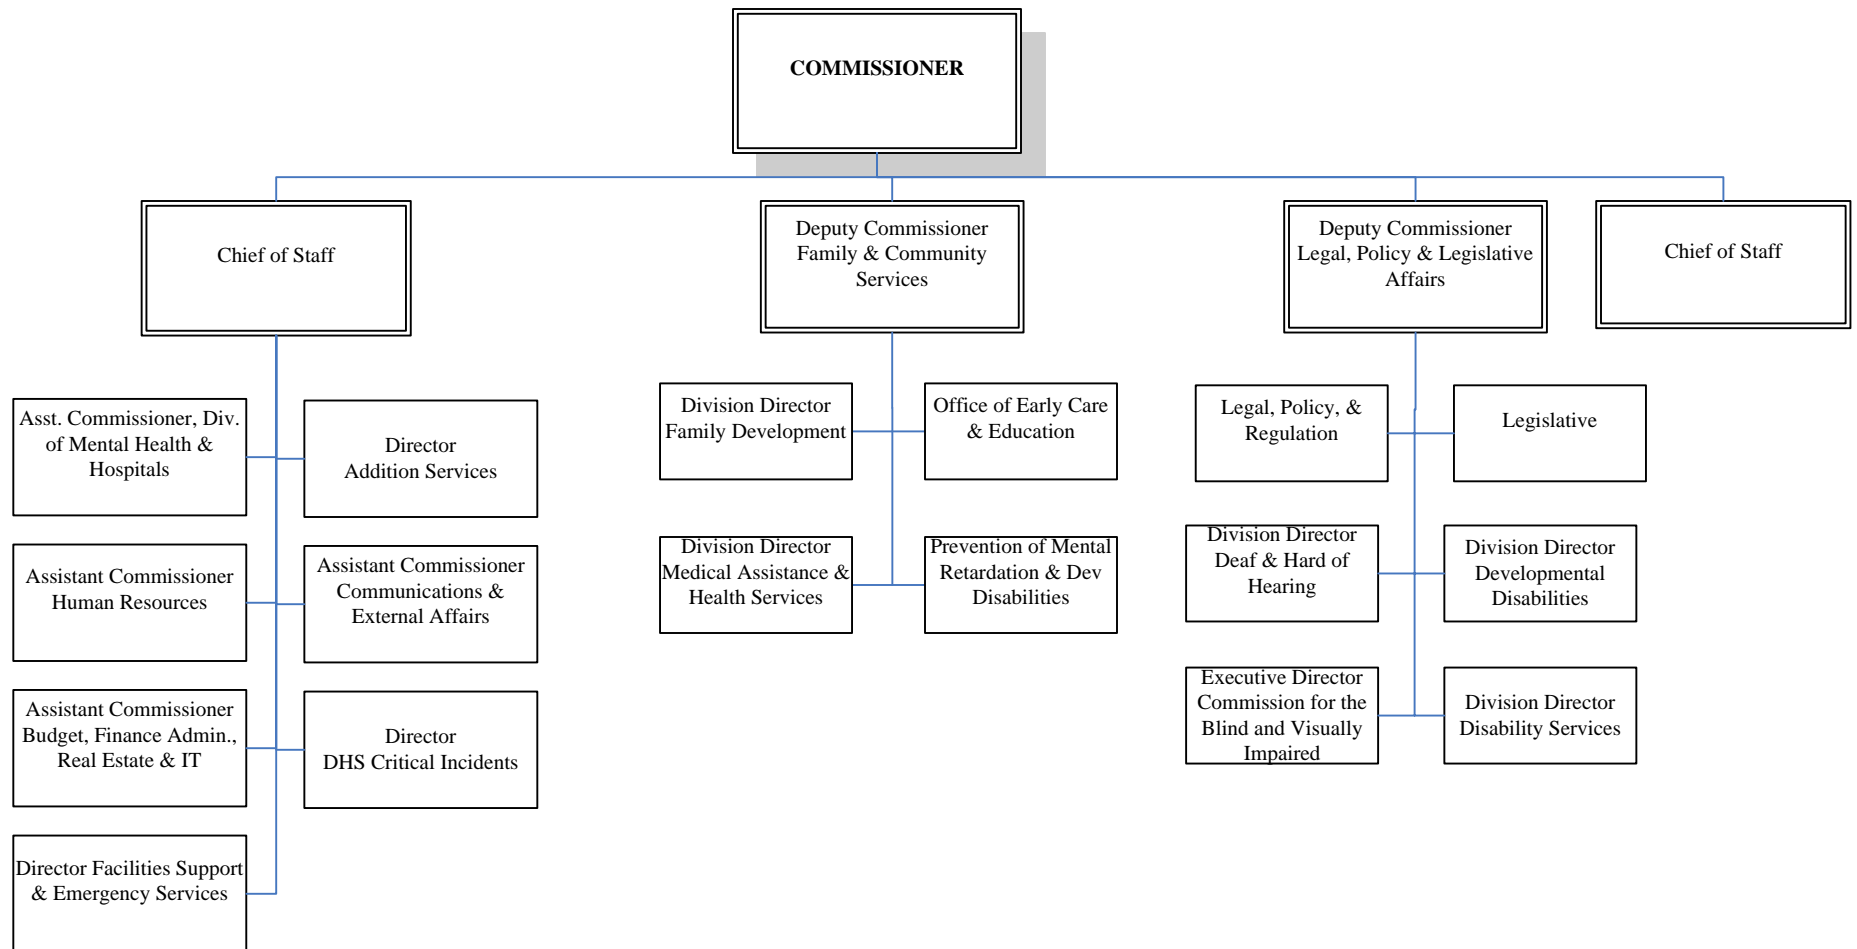 COMMISSIONER
Chief of Staff
Deputy Commissioner
Family & Community
Services
Deputy Commissioner
Legal, Policy & Legislative
Affairs
Chief of Staff
Asst. Commissioner, Div.
of Mental Health &
Hospitals
Director
Addition Services
Assistant Commissioner
Human Resources
Assistant Commissioner
Communications &
External Affairs
Assistant Commissioner
Budget, Finance Admin.,
Real Estate & IT
Director
DHS Critical Incidents
Director Facilities Support
& Emergency Services
Division Director
Family Development
Office of Early Care
& Education
Division Director
Medical Assistance &
Health Services
Prevention of Mental
Retardation & Dev
Disabilities
Legal, Policy, &
Regulation
Legislative
Division Director
Deaf & Hard of
Hearing
Division Director
Developmental
Disabilities
Executive Director
Commission for the
Blind and Visually
Impaired
Division Director
Disability Services